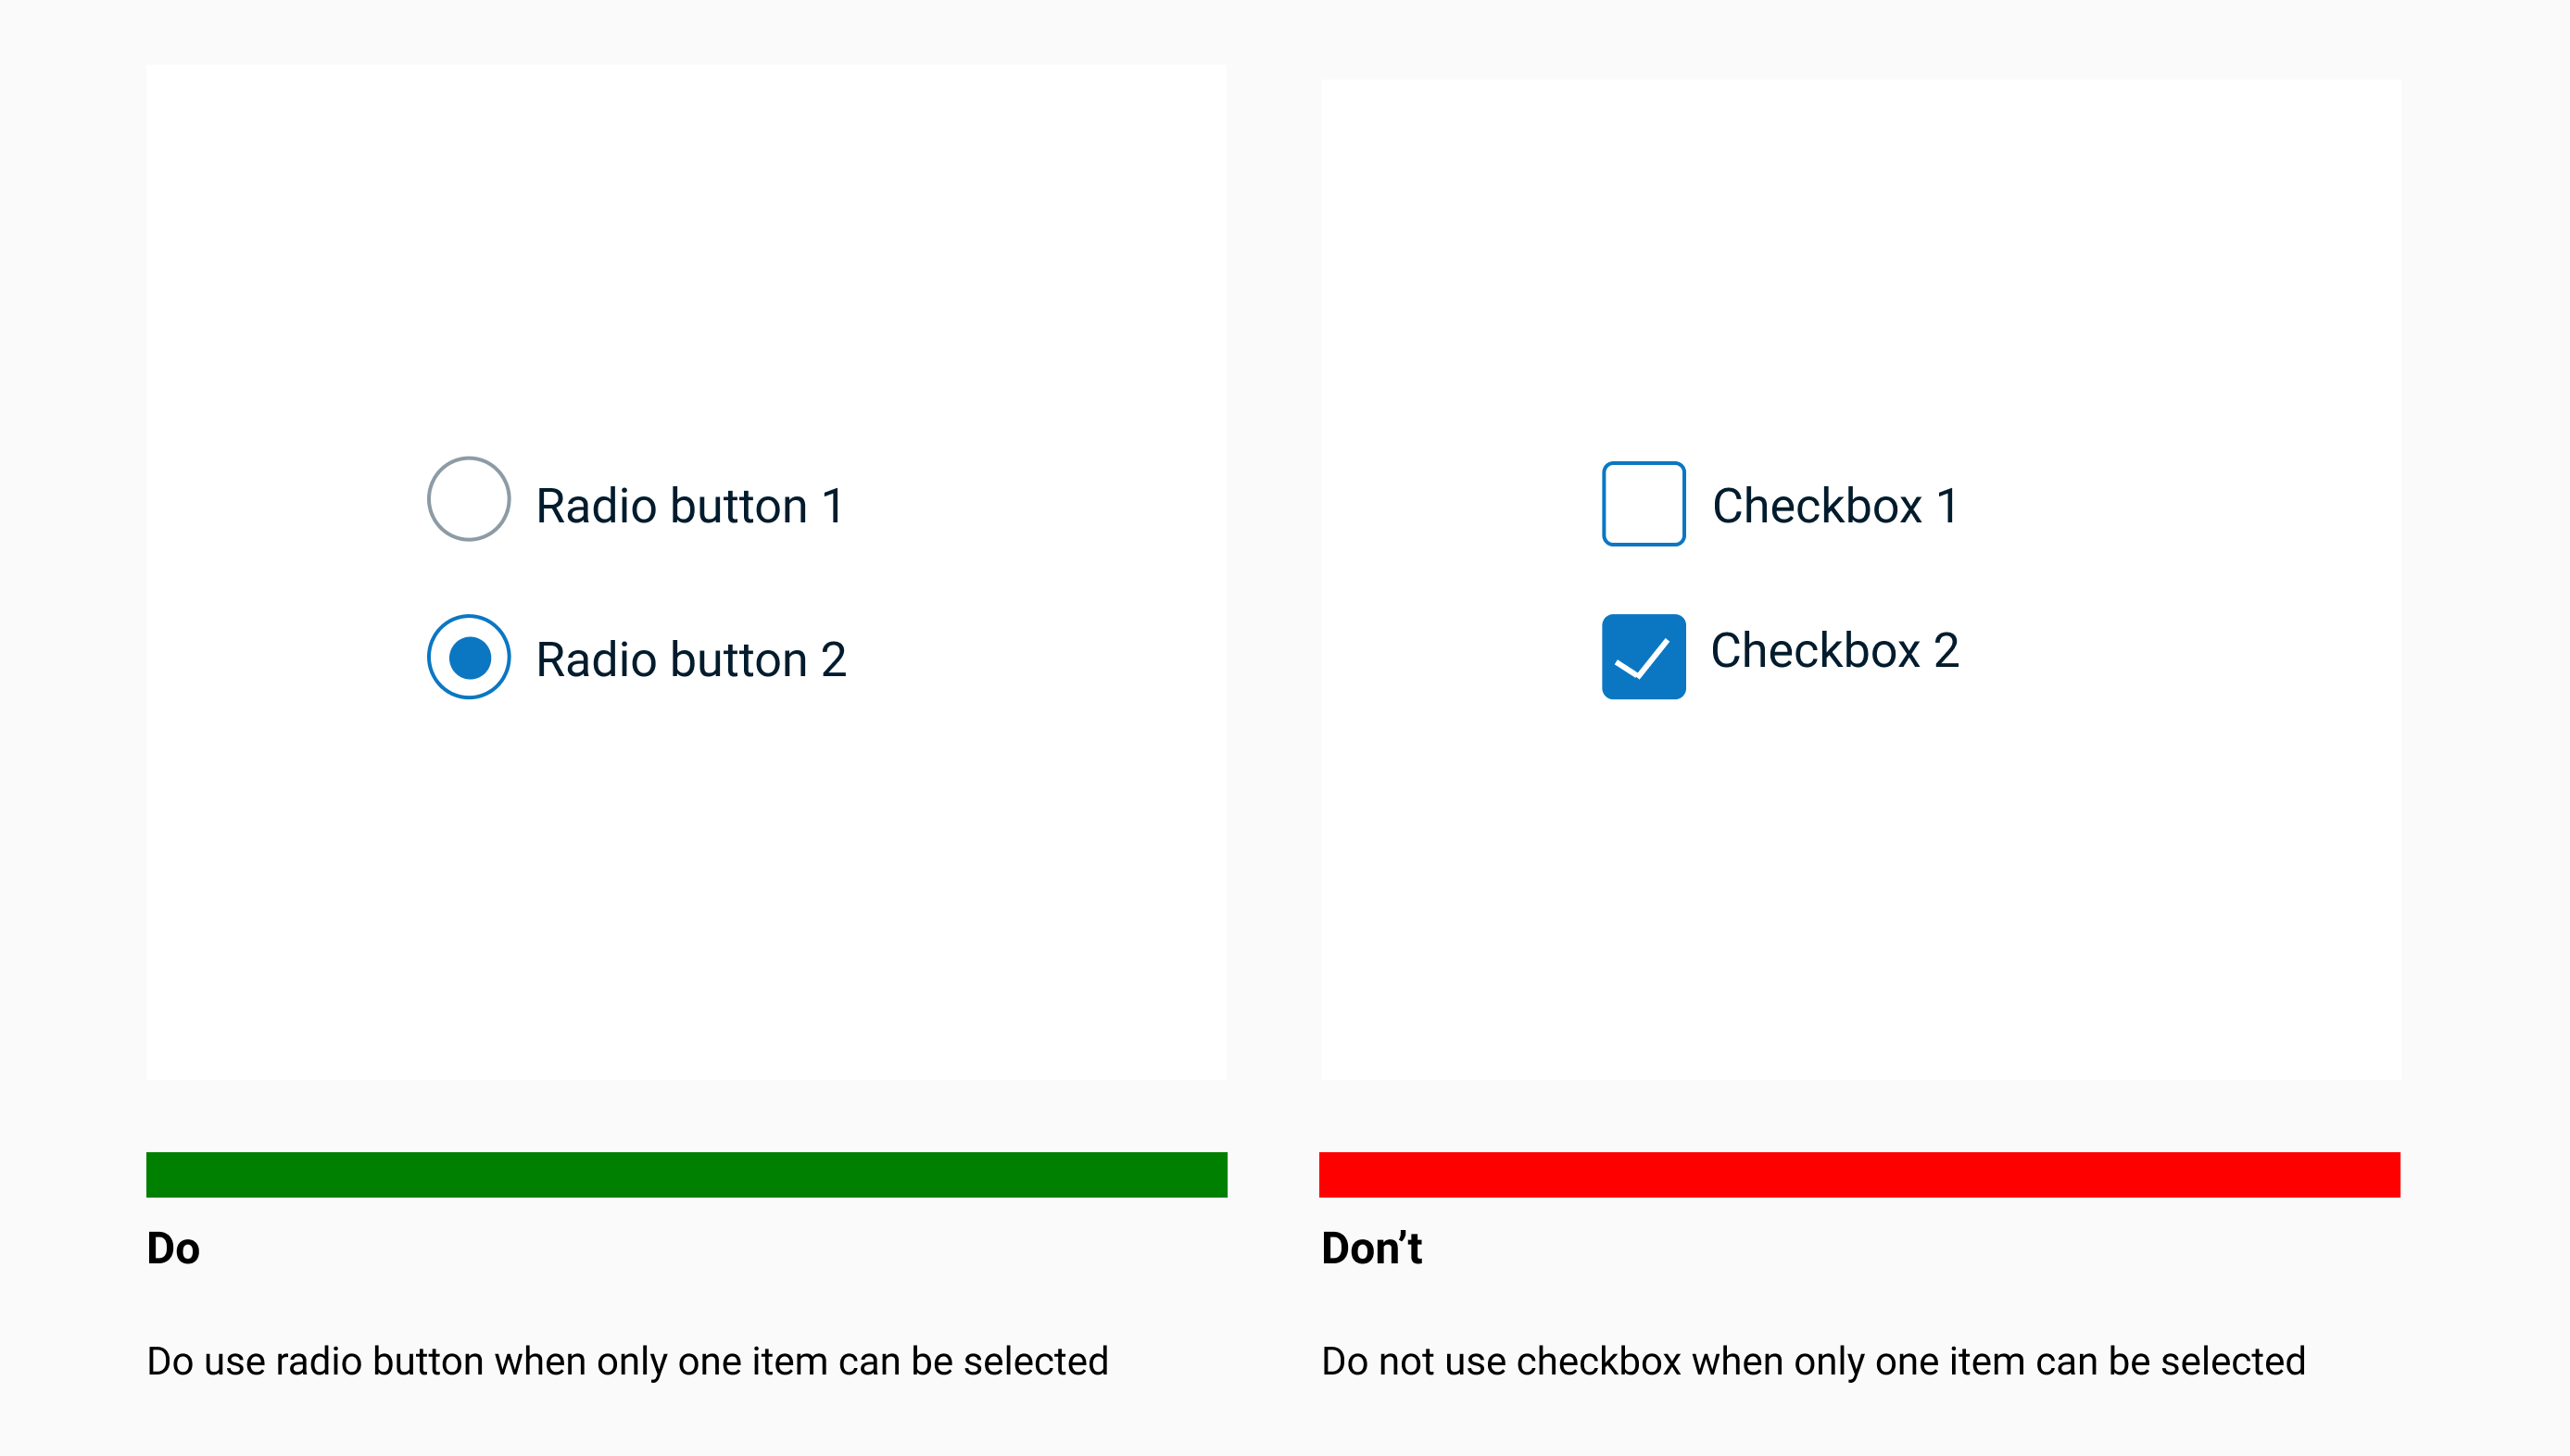 Radio button 1
Radio button 2
Checkbox 1
Checkbox 2
Do
Do use radio button when only one item can be selected
Don’t
Do not use checkbox when only one item can be selected